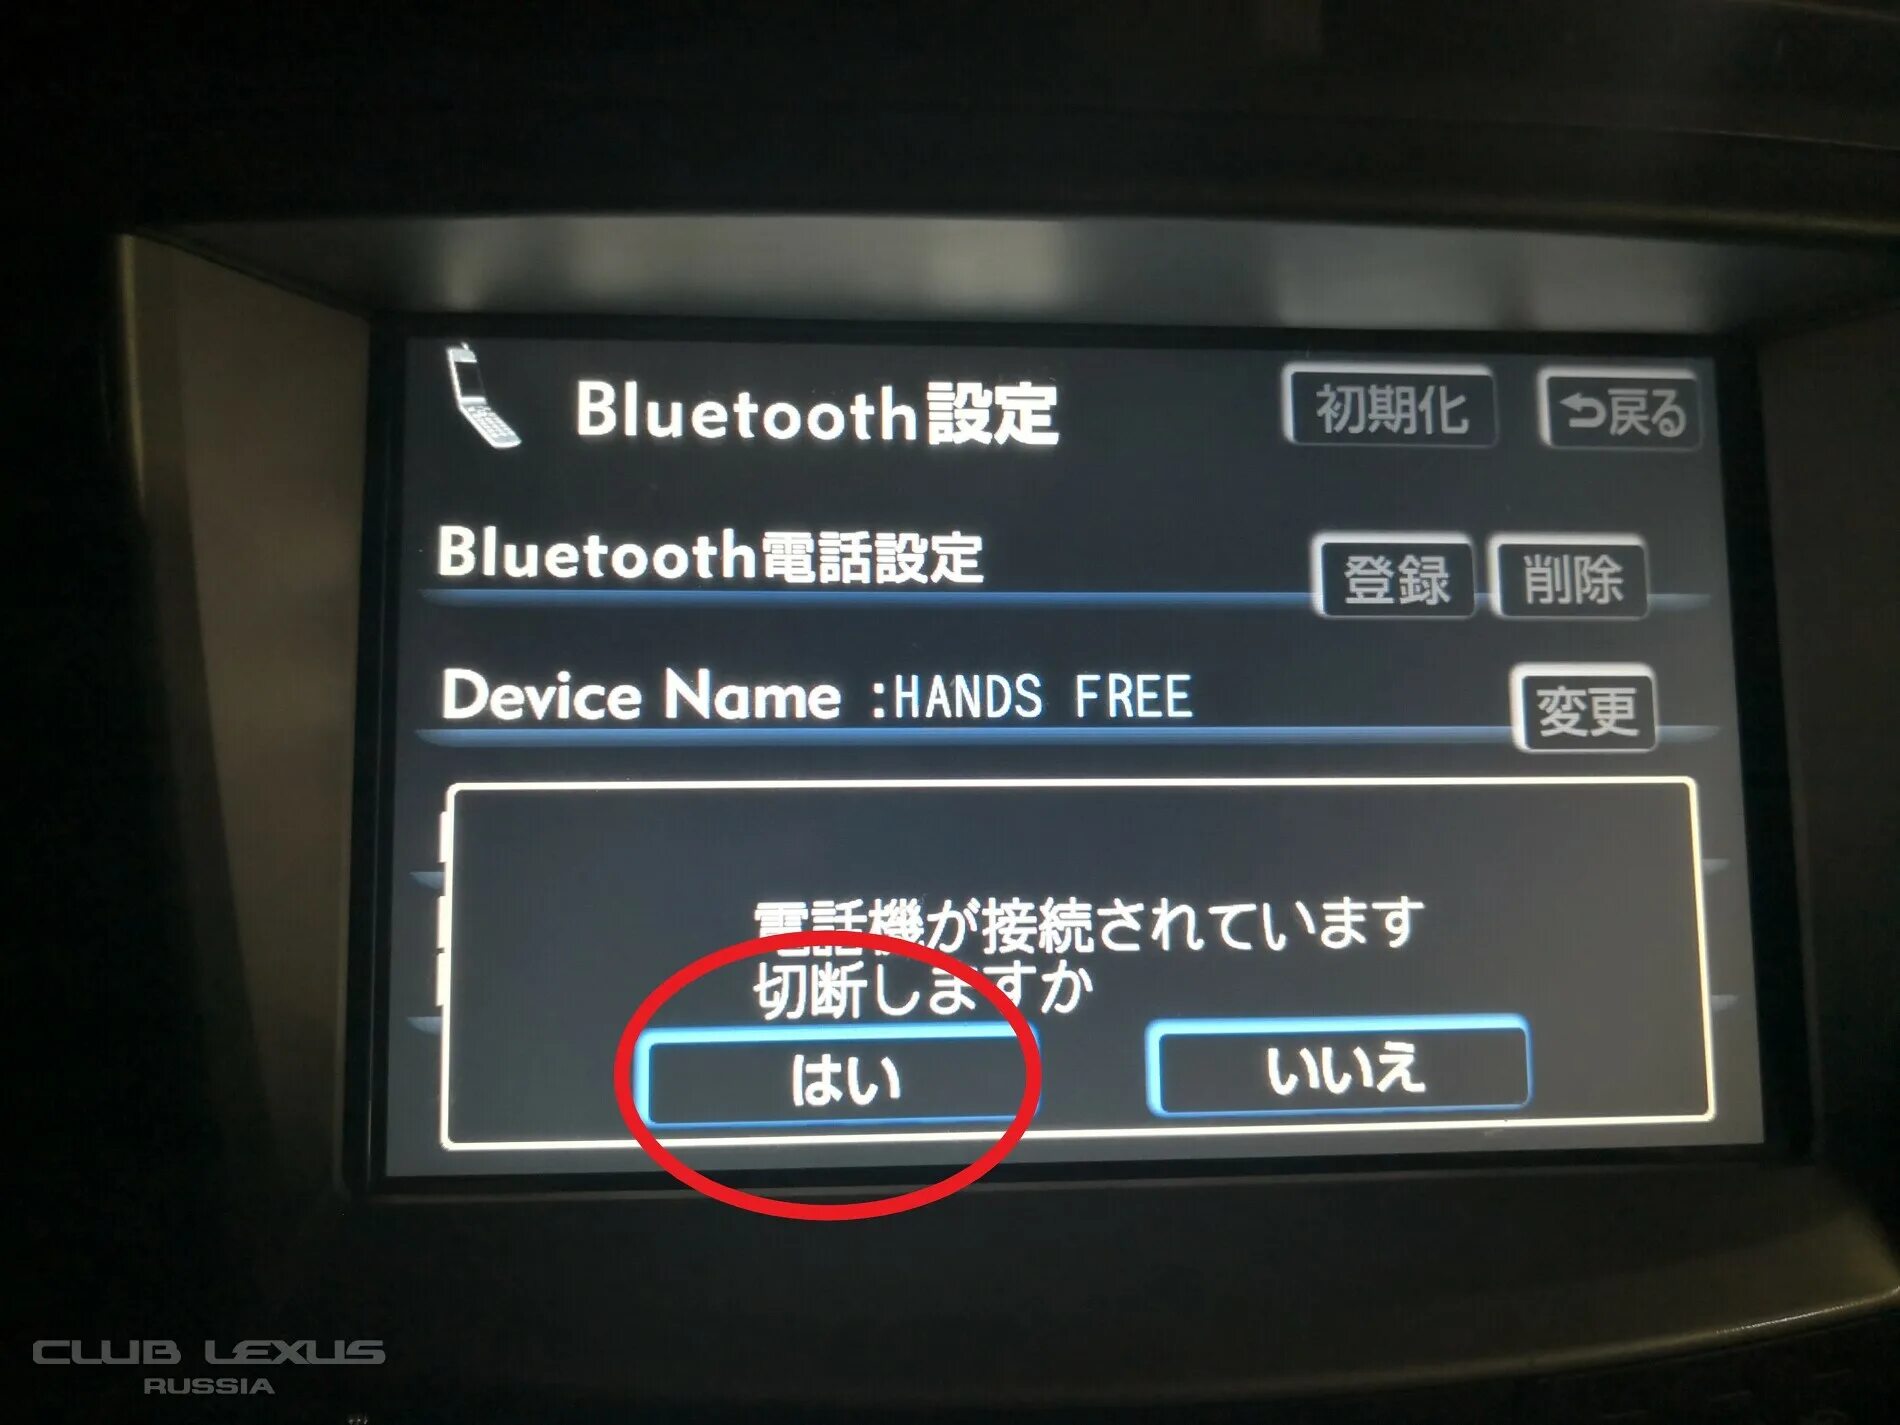 Bluetooth設定 初期化 戻る
Bluetooth電話設定 登録 削除
Device Name :HANDS FREE 変更
電話機が接続されています
切断しますか
はい いいえ
CLUB LEXUS
RUSSIA